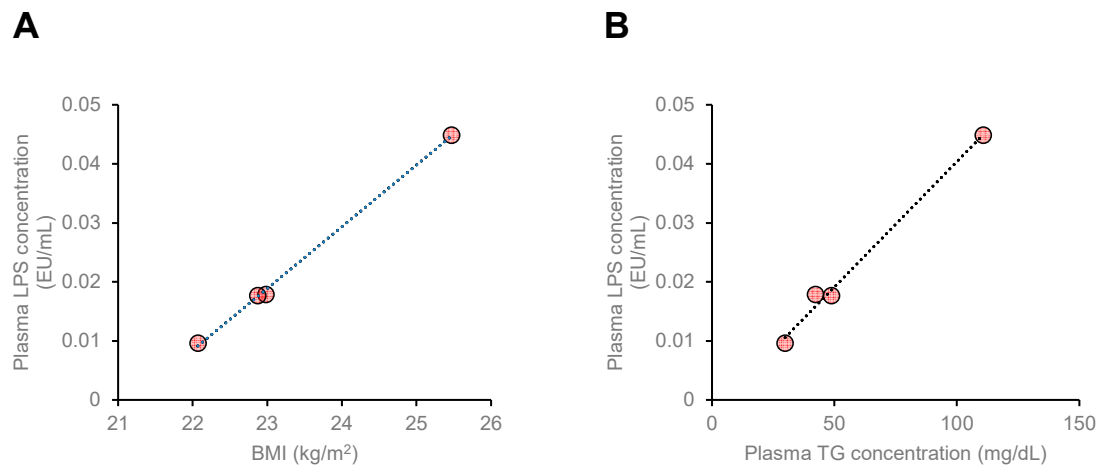 A
B
Plasma LPS concentration
(EU/mL)
0.05
0.04
0.03
0.02
0.01
0
21 22 23 24 25 26
BMI (kg/m²)
Plasma LPS concentration
(EU/mL)
0.05
0.04
0.03
0.02
0.01
0
0 50 100 150
Plasma TG concentration (mg/dL)